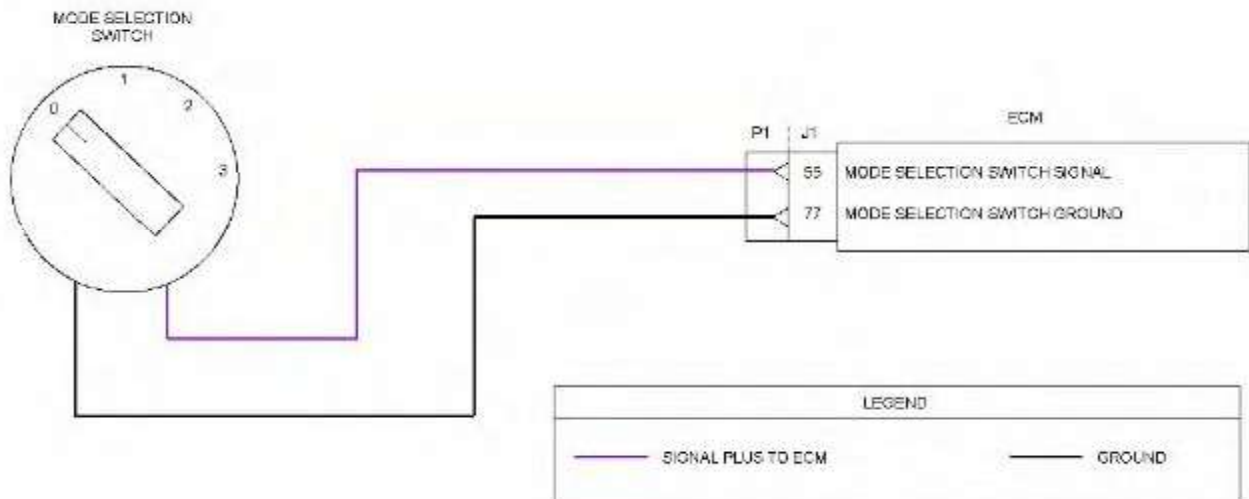 MODE SELECTION
SWITCH
0
1
2
3
ECM
P1
J1
55 MODE SELECTION SWITCH SIGNAL
77 MODE SELECTION SWITCH GROUND
LEGEND
SIGNAL PLUS TO ECM
GROUND